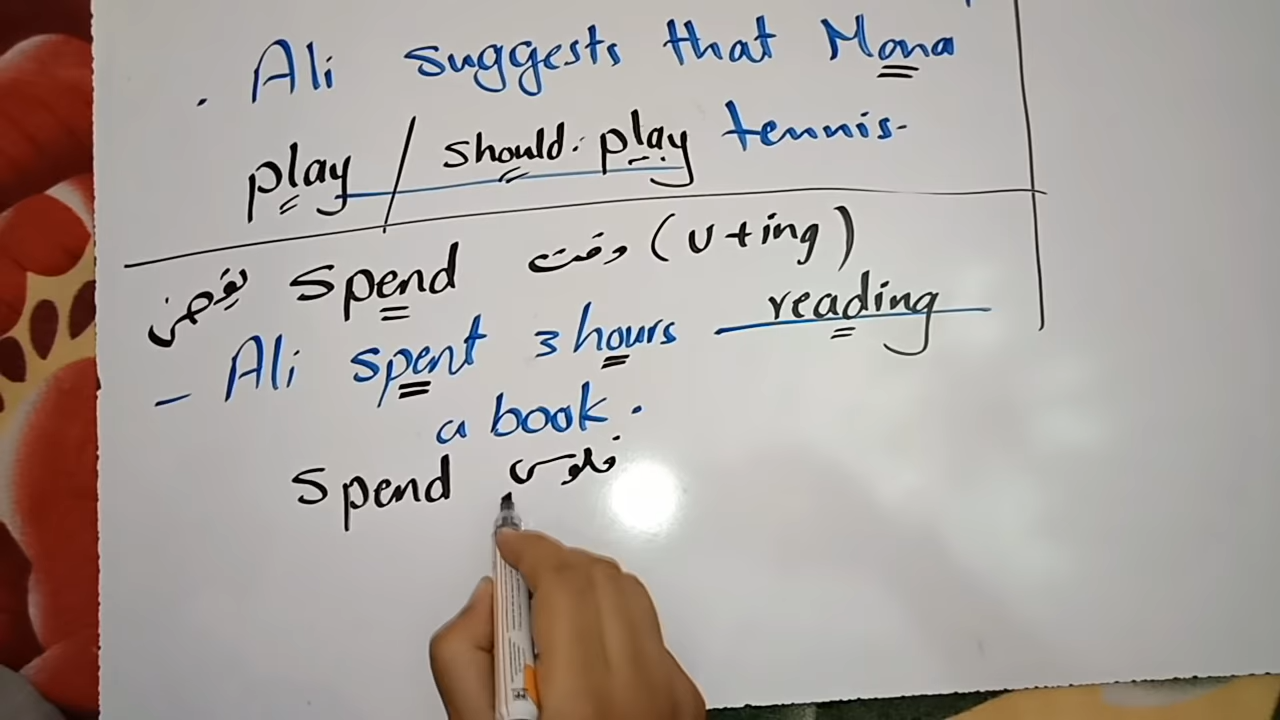 . Ali suggests that Mona
play / should play tennis.
يقضى spend وقت (v+ing)
- Ali spent 3 hours reading
a book.
Spend فلوس